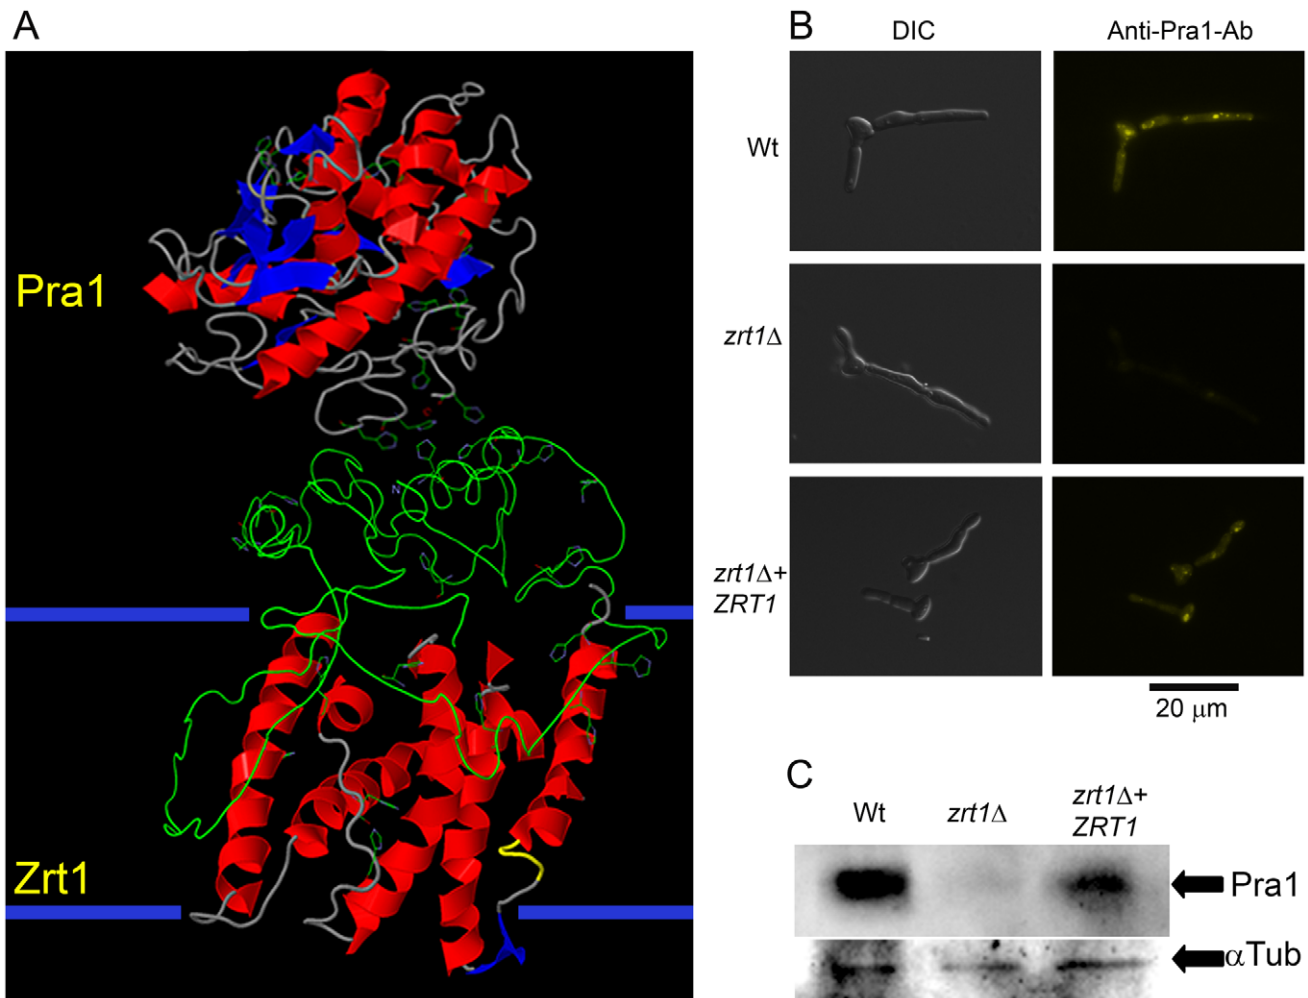 A
Pra1
Zrt1
N
B
DIC
Anti-Pra1-Ab
Wt
zrt1Δ
zrt1Δ+
ZRT1
20 μm
C
Wt
zrt1Δ
zrt1Δ+
ZRT1
Pra1
αTub